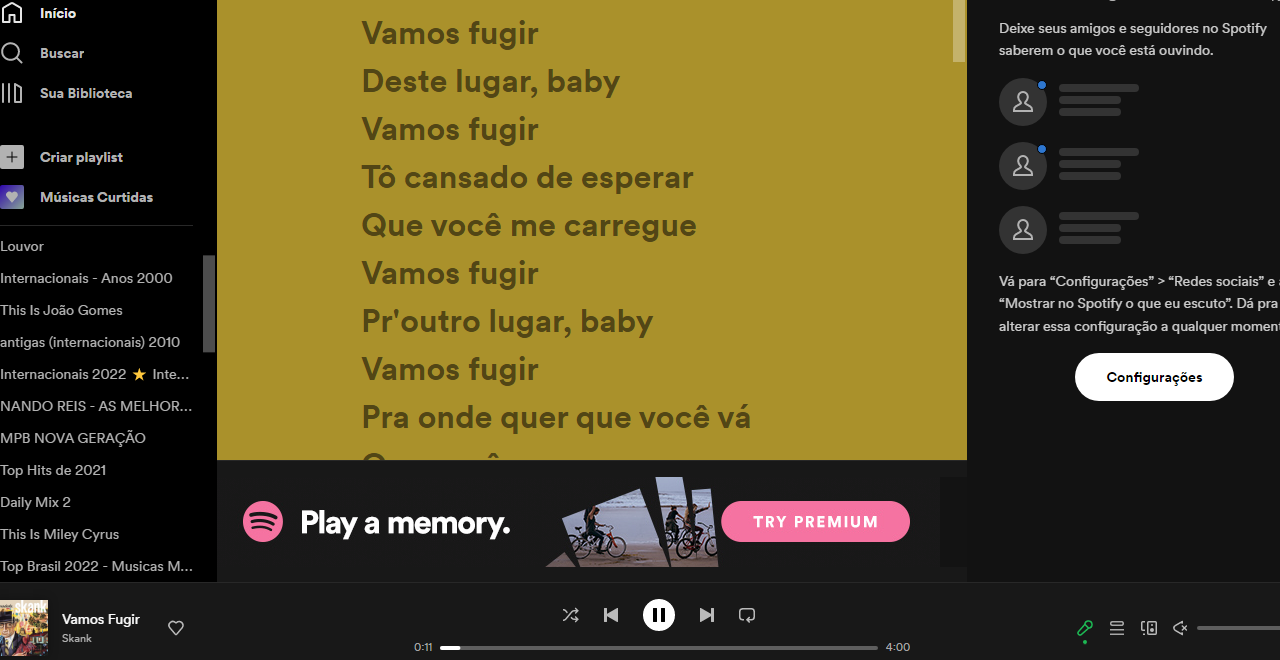 Início
Buscar
Sua Biblioteca
Criar playlist
Músicas Curtidas
Louvor
Internacionais - Anos 2000
This Is João Gomes
antigas (internacionais) 2010
Internacionais 2022 ⭐ Inte...
NANDO REIS - AS MELHOR...
MPB NOVA GERAÇÃO
Top Hits de 2021
Daily Mix 2
This Is Miley Cyrus
Top Brasil 2022 - Musicas M...
Vamos fugir
Deste lugar, baby
Vamos fugir
Tô cansado de esperar
Que você me carregue
Vamos fugir
Pr'outro lugar, baby
Vamos fugir
Pra onde quer que você vá
Play a memory.
TRY PREMIUM
Deixe seus amigos e seguidores no Spotify
saberem o que você está ouvindo.
Vá para “Configurações” > “Redes sociais” e
“Mostrar no Spotify o que eu escuto”. Dá pra
alterar essa configuração a qualquer
Configurações
skank
Vamos Fugir
Skank
0:11
4:00